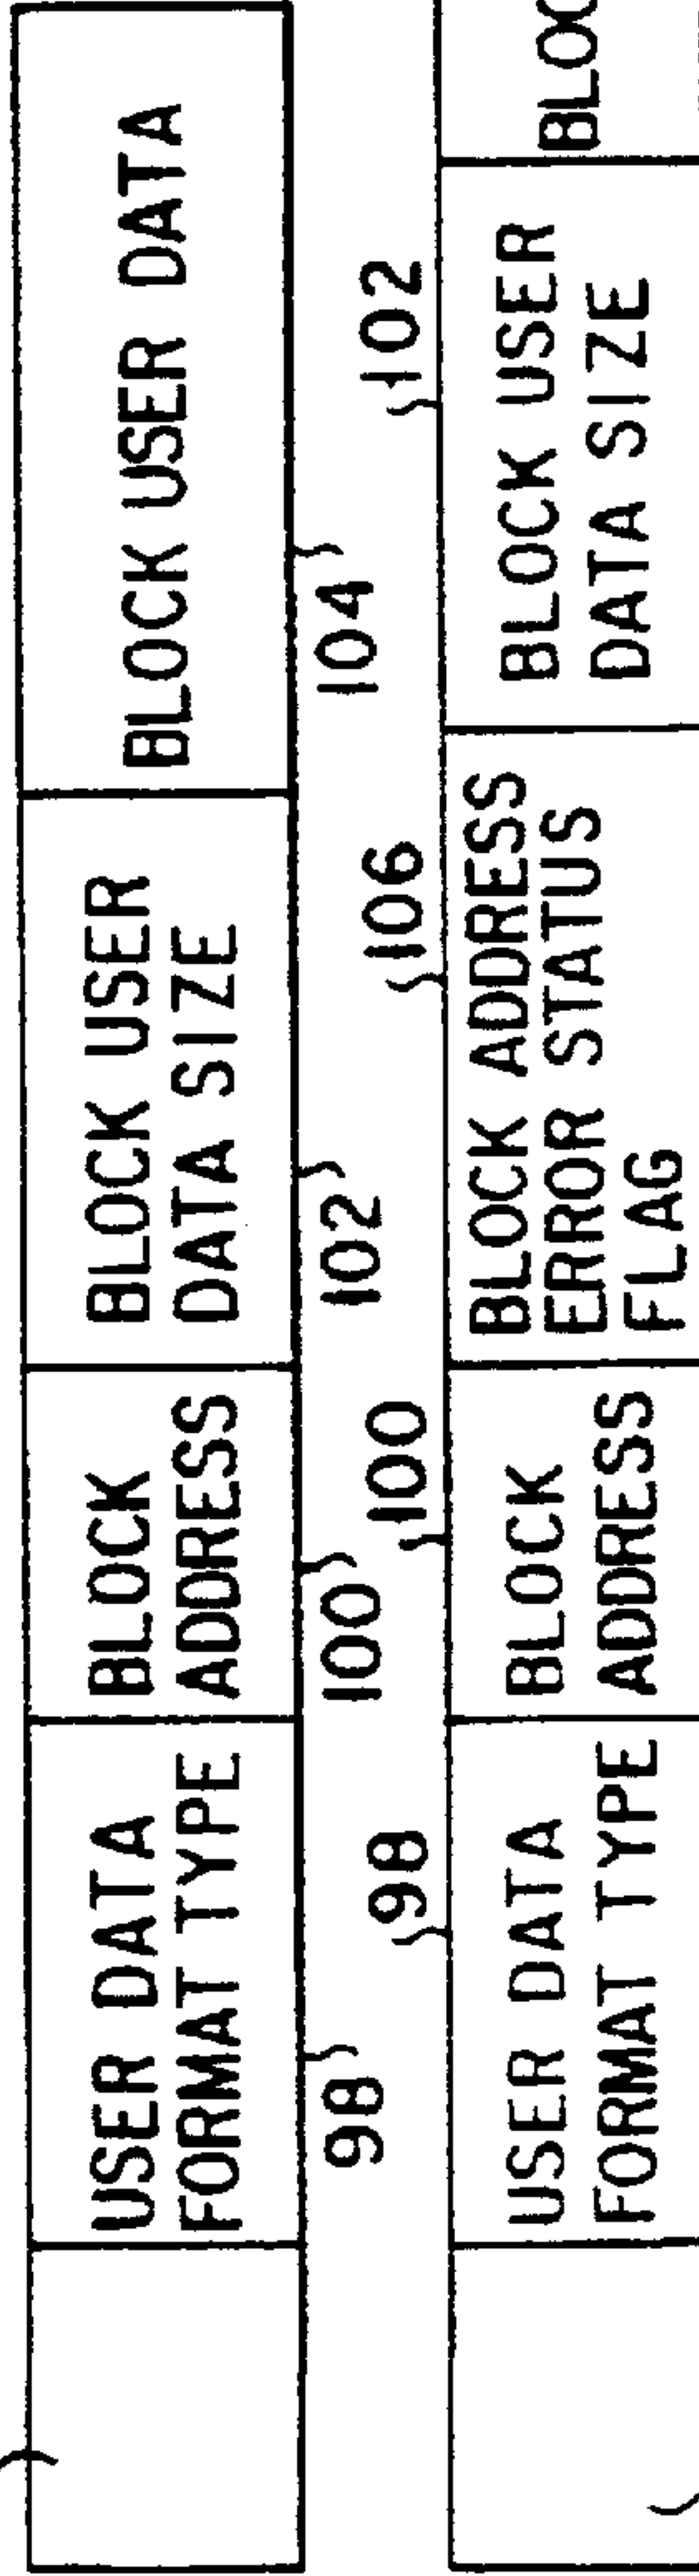 USER DATA
FORMAT TYPE
BLOCK
ADDRESS
BLOCK USER
DATA SIZE
BLOCK USER DATA
98
100
102
104
98
100
106
102
USER DATA
FORMAT TYPE
BLOCK
ADDRESS
BLOCK ADDRESS
ERROR STATUS
FLAG
BLOCK USER
DATA SIZE